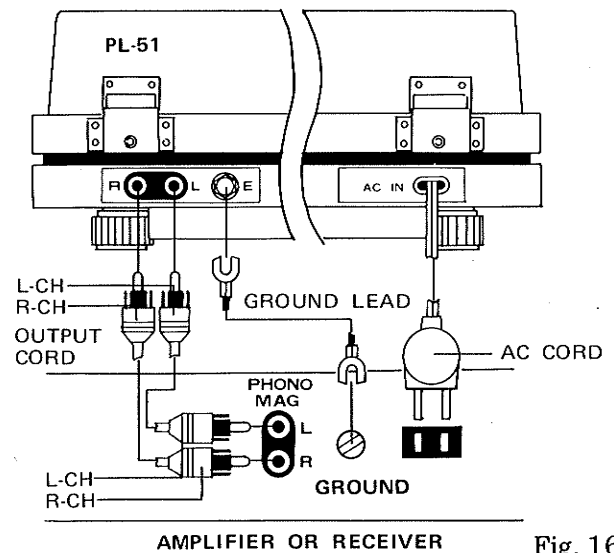 PL-51
R
L
E
AC IN
L-CH
R-CH
OUTPUT
CORD
GROUND LEAD
AC CORD
PHONO
MAG
L
R
L-CH
R-CH
GROUND
AMPLIFIER OR RECEIVER
Fig. 16